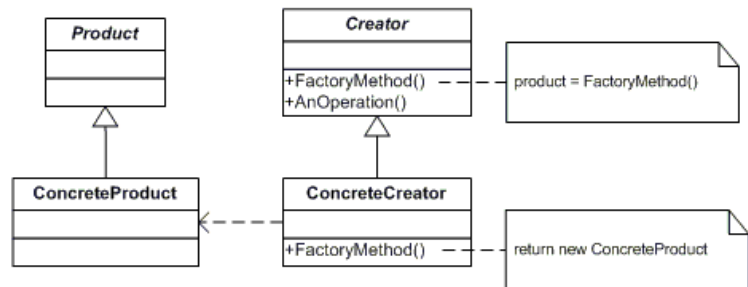 Product
Creator
+FactoryMethod()
+AnOperation()
product = FactoryMethod()
ConcreteProduct
ConcreteCreator
+FactoryMethod()
return new ConcreteProduct